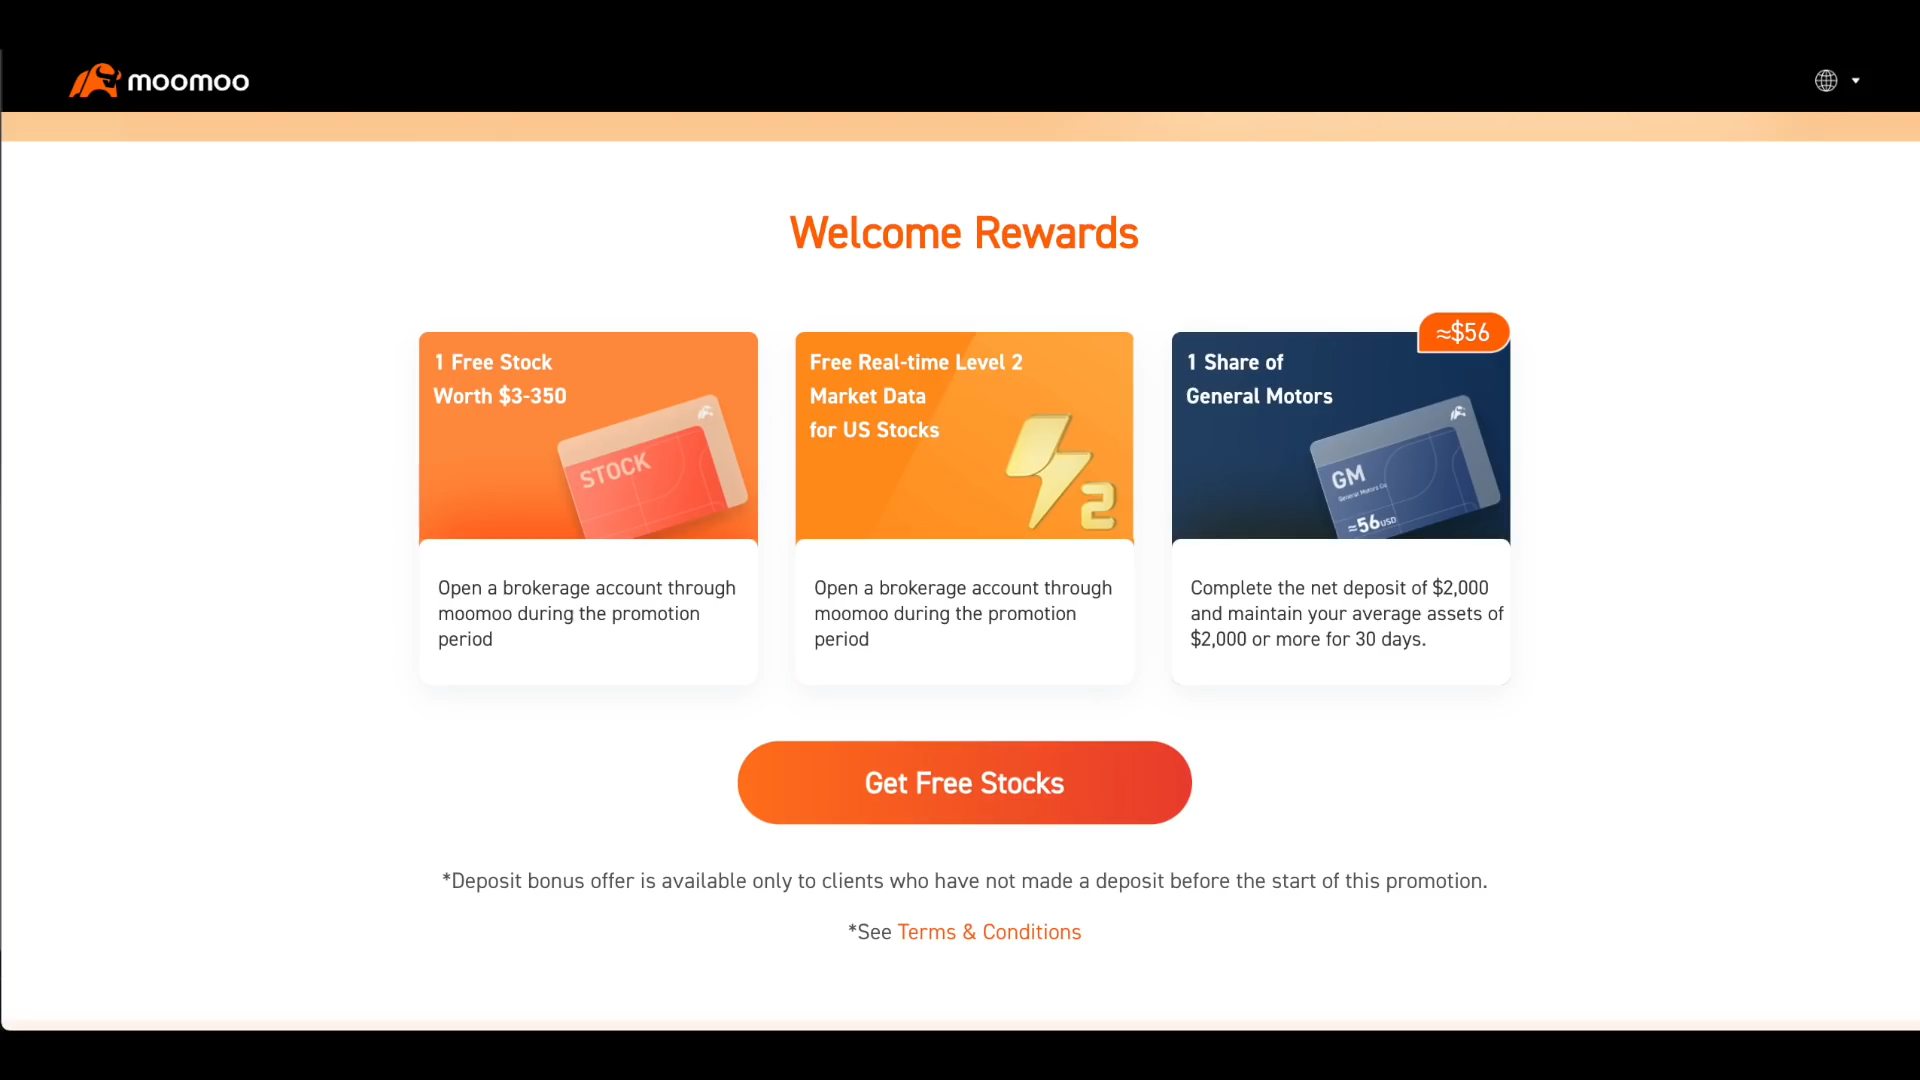 moomoo
Welcome Rewards
1 Free Stock
Worth $3-350
STOCK
Open a brokerage account through
moomoo during the promotion
period
Free Real-time Level 2
Market Data
for US Stocks
2
Open a brokerage account through
moomoo during the promotion
period
≈$56
1 Share of
General Motors
GM
General Motors Co
≈56USD
Complete the net deposit of $2,000
and maintain your average assets of
$2,000 or more for 30 days.
Get Free Stocks
*Deposit bonus offer is available only to clients who have not made a deposit before the start of this promotion.
*See Terms & Conditions